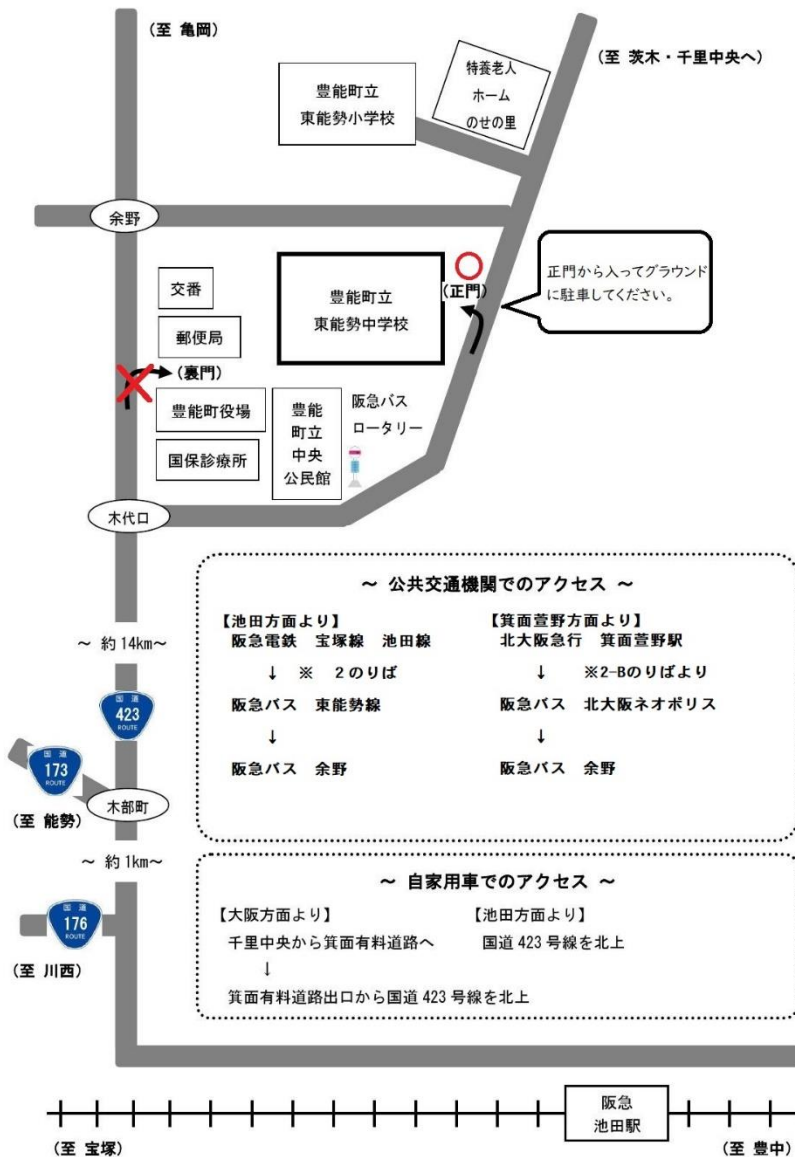 (至 亀岡)
(至 茨木・千里中央へ)
特養老人
ホーム
のせの里
豊能町立
東能勢小学校
余野
正門から入ってグラウンド
に駐車してください。
(正門)
豊能町立
東能勢中学校
交番
郵便局
(裏門)
豊能町役場
国保診療所
豊能
町立
中央
公民館
阪急バス
ロータリー
木代口
~ 公共交通機関でのアクセス ~
【池田方面より】
阪急電鉄 宝塚線 池田線
↓ ※ 2のりば
阪急バス 東能勢線
↓
阪急バス 余野
【箕面萱野方面より】
北大阪急行 箕面萱野駅
↓ ※2-Bのりばより
阪急バス 北大阪ネオポリス
↓
阪急バス 余野
~ 約14km~
国道
423
ROUTE
国道
173
ROUTE
木部町
(至 能勢)
~ 約1km~
国道
176
ROUTE
(至 川西)
~ 自家用車でのアクセス ~
【大阪方面より】
千里中央から箕面有料道路へ
↓
箕面有料道路出口から国道423号線を北上
【池田方面より】
国道423号線を北上
阪急
池田駅
(至 宝塚)
(至 豊中)